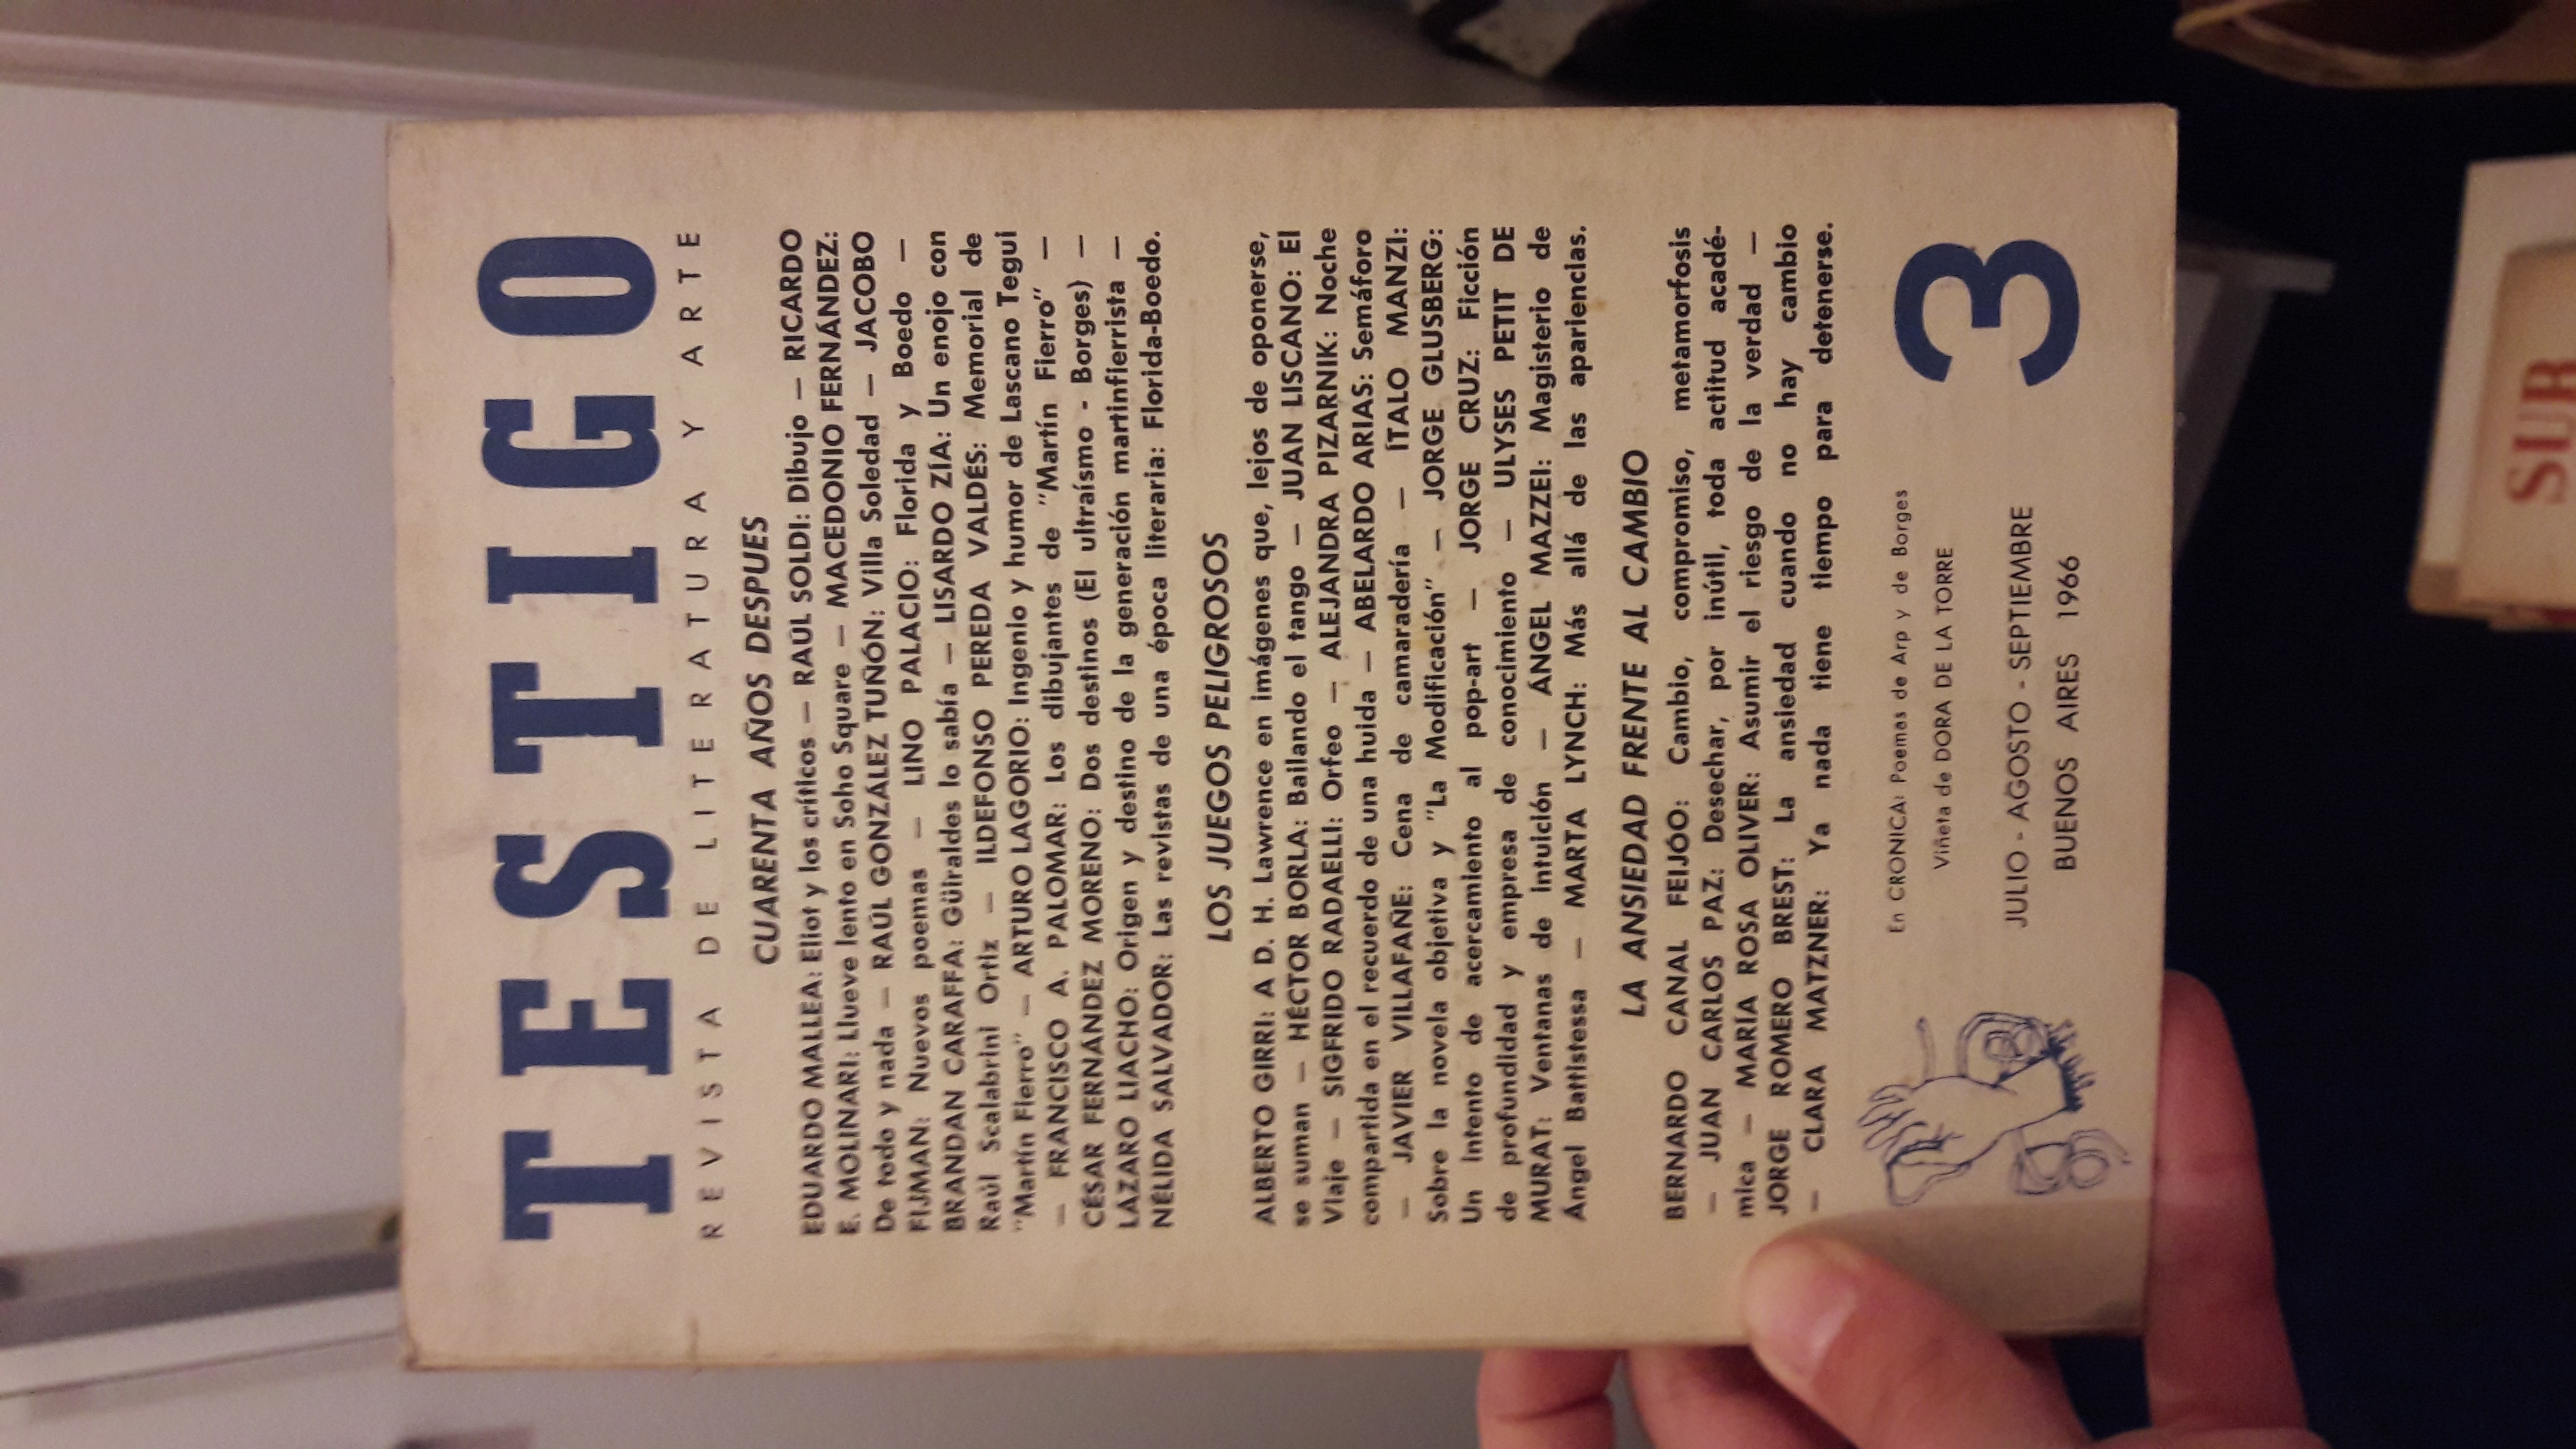 TESTIGO
REVISTA DE LITERATURA Y ARTE
CUARENTA AÑOS DESPUES
EDUARDO MALLEA: Eliot y los críticos — RAÚL SOLDI: Dibujo — RICARDO
E. MOLINARI: Llueve lento en Soho Square — MACEDONIO FERNÁNDEZ:
De todo y nada — RAÚL GONZÁLEZ TUÑÓN: Villa Soledad — JACOBO
FIJMAN: Nuevos poemas — LINO PALACIO: Florida y Boedo —
BRANDAN CARAFFA: Güiraldes lo sabía — LISARDO ZÍA: Un enojo con
Raúl Scalabrini Ortiz — ILDEFONSO PEREDA VALDÉS: Memorial de
"Martín Fierro" — ARTURO LAGORIO: Ingenio y humor de Lascano Tegui
— FRANCISCO A. PALOMAR: Los dibujantes de "Martín Fierro" —
CÉSAR FERNÁNDEZ MORENO: Dos destinos (El ultraísmo - Borges) —
LÁZARO LIACHO: Origen y destino de la generación martinfierrista —
NÉLIDA SALVADOR: Las revistas de una época literaria: Florida-Boedo.
LOS JUEGOS PELIGROSOS
ALBERTO GIRRI: A D. H. Lawrence en imágenes que, lejos de oponerse,
se suman — HÉCTOR BORLA: Bailando el tango — JUAN LISCANO: El
Viaje — SIGFRIDO RADAELLI: Orfeo — ALEJANDRA PIZARNIK: Noche
compartida en el recuerdo de una huida — ABELARDO ARIAS: Semáforo
— JAVIER VILLAFAÑE: Cena de camaradería — ÍTALO MANZI:
Sobre la novela objetiva y "La Modificación" — JORGE GLUSBERG:
Un intento de acercamiento al pop-art — JORGE CRUZ: Ficción
de profundidad y empresa de conocimiento — ULYSES PETIT DE
MURAT: Ventanas de intuición — ÁNGEL MAZZEI: Magisterio de
Ángel Battistessa — MARTA LYNCH: Más allá de las apariencias.
LA ANSIEDAD FRENTE AL CAMBIO
BERNARDO CANAL FEIJÓO: Cambio, compromiso, metamorfosis
— JUAN CARLOS PAZ: Desechar, por inútil, toda actitud acadé-
mica — MARÍA ROSA OLIVER: Asumir el riesgo de la verdad —
JORGE ROMERO BREST: La ansiedad cuando no hay cambio
— CLARA MATZNER: Ya nada tiene tiempo para detenerse.
En CRONICA: Poemas de Arp y de Borges
Viñeta de DORA DE LA TORRE
3
JULIO - AGOSTO - SEPTIEMBRE
BUENOS AIRES 1966
SUR